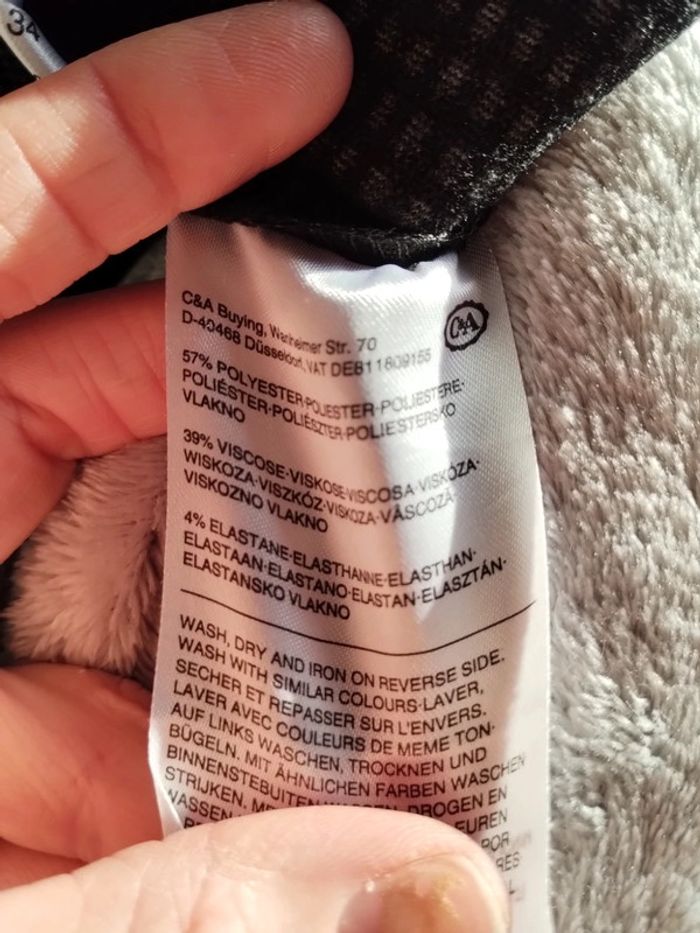 34
C&A Buying, Wanheimer Str. 70
D-40468 Düsseldorf, VAT DE811609155
C&A
57% POLYESTER-POLIESTER-POLIESTERE-
POLIÉSTER-POLIÉSZTER-POLIESTERSKO
VLAKNO
39% VISCOSE-VISKOSE-VISCOSA-VISKÓZA-
WISKOZA-VISZKÓZ-VISKOZA-VÂSCOZĂ-
VISKOZNO VLAKNO
4% ELASTANE-ELASTHANNE-ELASTHAN-
ELASTAAN-ELASTANO-ELASTAN-ELASZTÁN-
ELASTANSKO VLAKNO
WASH, DRY AND IRON ON REVERSE SIDE.
WASH WITH SIMILAR COLOURS-LAVER,
SECHER ET REPASSER SUR L'ENVERS.
LAVER AVEC COULEURS DE MEME TON-
AUF LINKS WASCHEN, TROCKNEN UND
BÜGELN. MIT ÄHNLICHEN FARBEN WASCHEN
BINNENSTEBUITEN DROGEN EN
STRIJKEN.